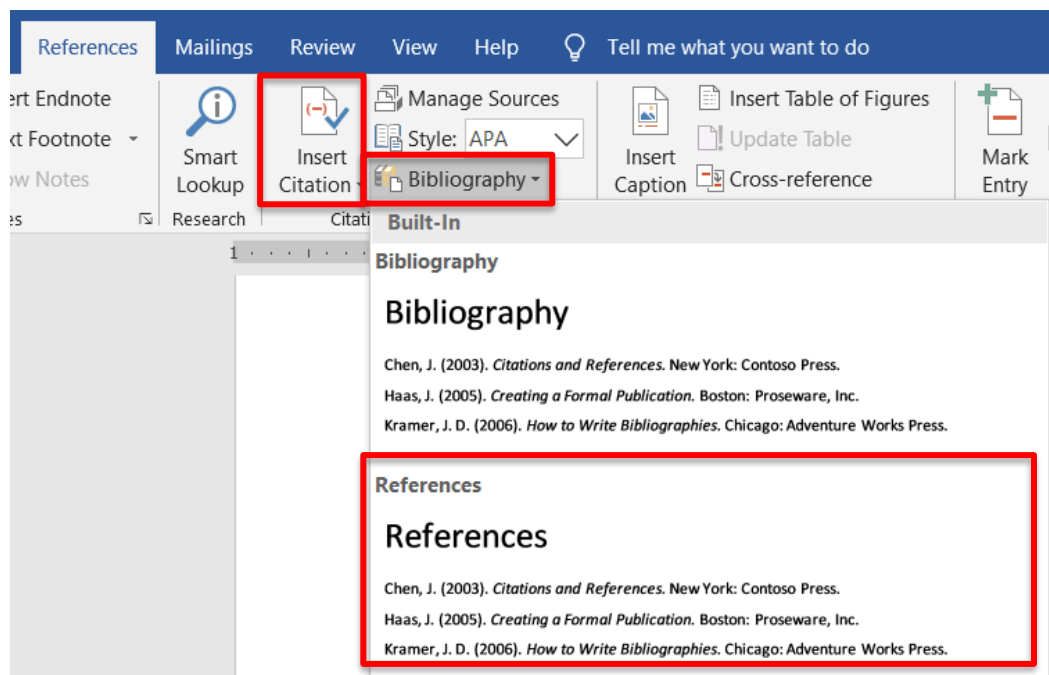 References Mailings Review View Help Tell me what you want to do
ert Endnote
xt Footnote
ow Notes
es
Smart
Lookup
Research
(-)
Insert
Citation
Manage Sources
Style: APA
Bibliography
Citati
Insert
Caption
Insert Table of Figures
Update Table
Cross-reference
Mark
Entry
1
Built-In
Bibliography
Bibliography
Chen, J. (2003). Citations and References. New York: Contoso Press.
Haas, J. (2005). Creating a Formal Publication. Boston: Proseware, Inc.
Kramer, J. D. (2006). How to Write Bibliographies. Chicago: Adventure Works Press.
References
References
Chen, J. (2003). Citations and References. New York: Contoso Press.
Haas, J. (2005). Creating a Formal Publication. Boston: Proseware, Inc.
Kramer, J. D. (2006). How to Write Bibliographies. Chicago: Adventure Works Press.